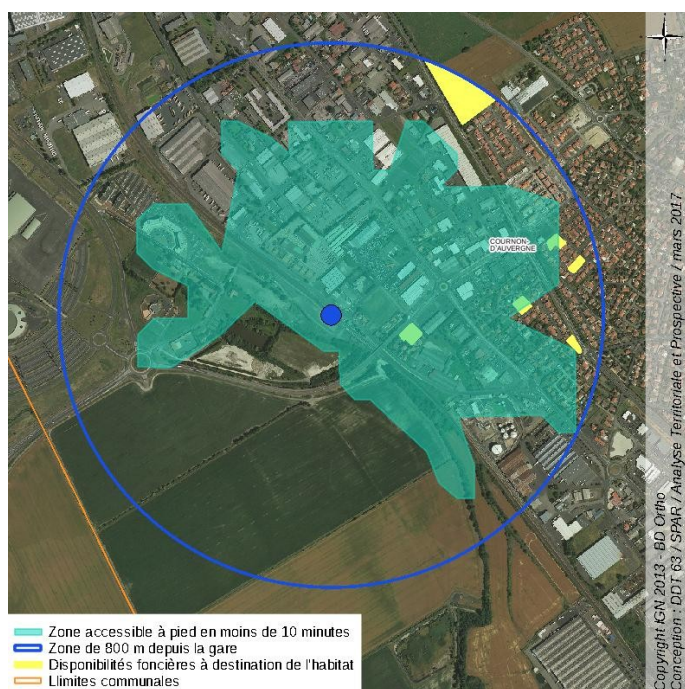 COURNON-
D'AUVERGNE
Zone accessible à pied en moins de 10 minutes
Zone de 800 m depuis la gare
Disponibilités foncières à destination de l'habitat
Llimites communales
Copyright IGN 2013 - BD Ortho
Conception : DDT 63 / SPAR / Analyse Territoriale et Prospective / mars 2017